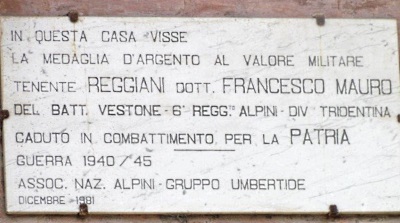 IN QUESTA CASA VISSE
LA MEDAGLIA D'ARGENTO AL VALORE MILITARE
TENENTE REGGIANI DOTT. FRANCESCO MAURO
DEL BATT. VESTONE - 6° REGG.TO ALPINI - DIV TRIDENTINA
CADUTO IN COMBATTIMENTO PER LA PATRIA
GUERRA 1940/45
ASSOC. NAZ. ALPINI - GRUPPO UMBERTIDE
DICEMBRE - 1981